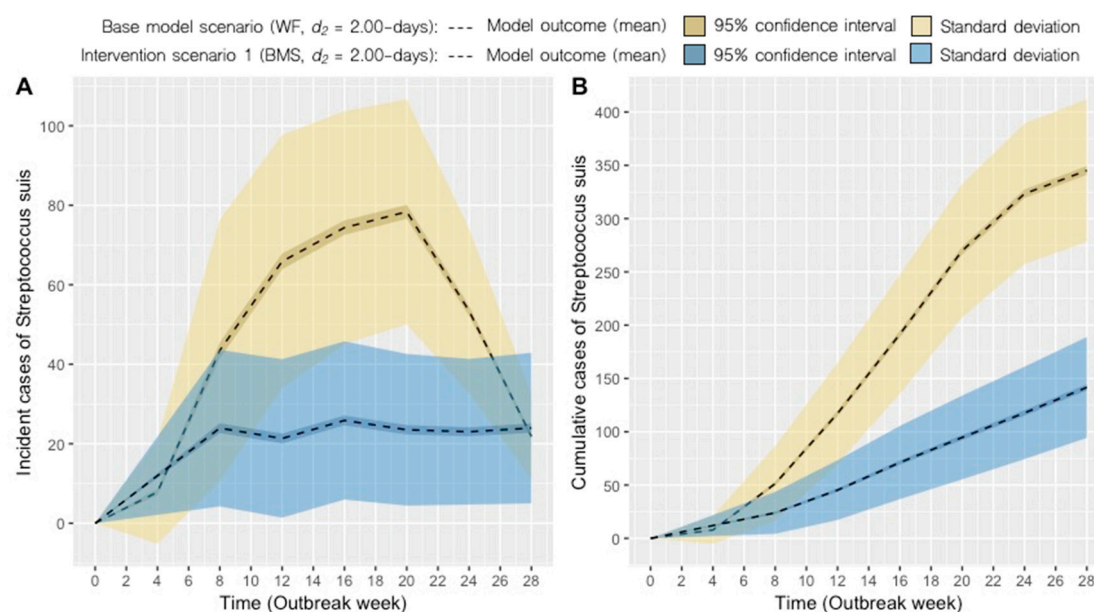 Base model scenario (WF, d₂ = 2.00-days): --- Model outcome (mean) 95% confidence interval Standard deviation
Intervention scenario 1 (BMS, d₂ = 2.00-days): --- Model outcome (mean) 95% confidence interval Standard deviation
A
Incident cases of Streptococcus suis
100
80
60
40
20
0
0 2 4 6 8 10 12 14 16 18 20 22 24 26 28
Time (Outbreak week)
B
Cumulative cases of Streptococcus suis
400
350
300
250
200
150
100
50
0
0 2 4 6 8 10 12 14 16 18 20 22 24 26 28
Time (Outbreak week)